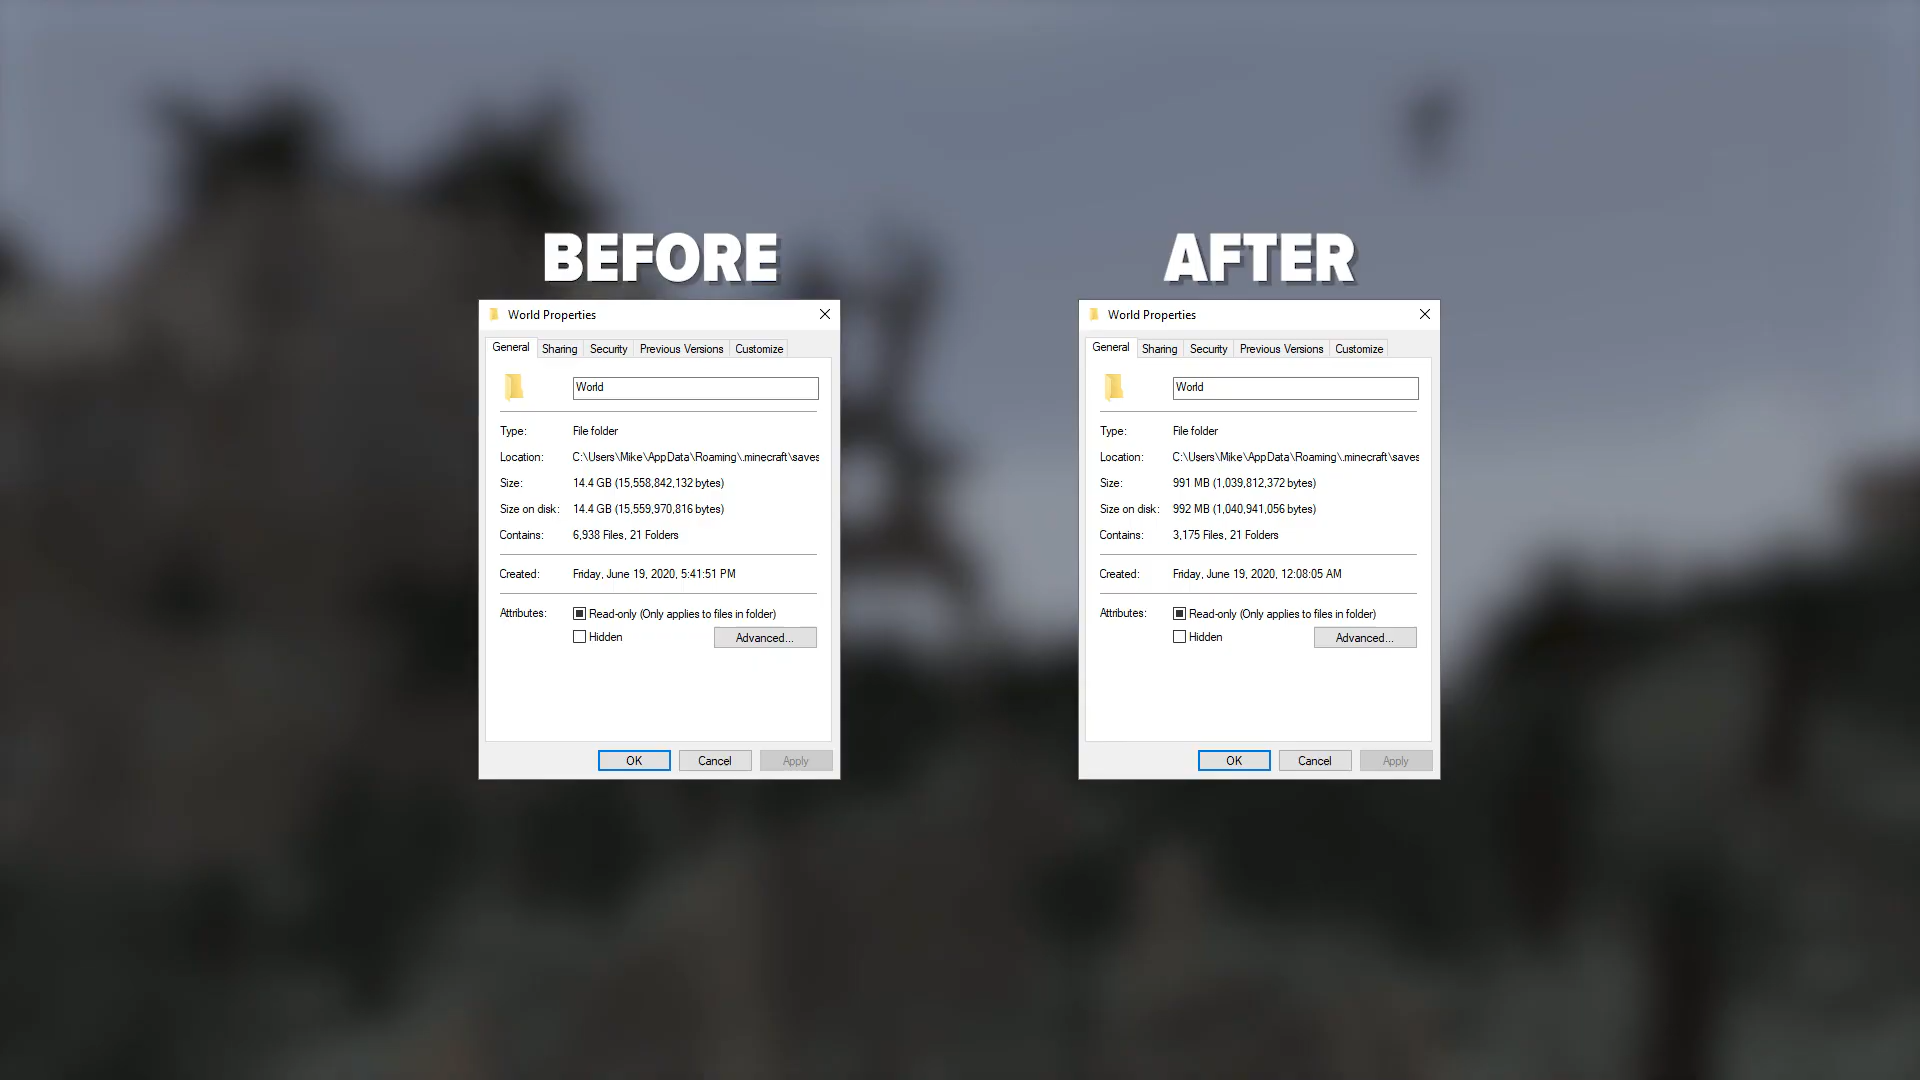 BEFORE
World Properties
General Sharing Security Previous Versions Customize
World
Type: File folder
Location: C:\Users\Mike\AppData\Roaming\.minecraft\saves
Size: 14.4 GB (15,558,842,132 bytes)
Size on disk: 14.4 GB (15,559,970,816 bytes)
Contains: 6,938 Files, 21 Folders
Created: Friday, June 19, 2020, 5:41:51 PM
Attributes: Read-only (Only applies to files in folder)
Hidden Advanced...
OK Cancel Apply
AFTER
World Properties
General Sharing Security Previous Versions Customize
World
Type: File folder
Location: C:\Users\Mike\AppData\Roaming\.minecraft\saves
Size: 991 MB (1,039,812,372 bytes)
Size on disk: 992 MB (1,040,941,056 bytes)
Contains: 3,175 Files, 21 Folders
Created: Friday, June 19, 2020, 12:08:05 AM
Attributes: Read-only (Only applies to files in folder)
Hidden Advanced...
OK Cancel Apply